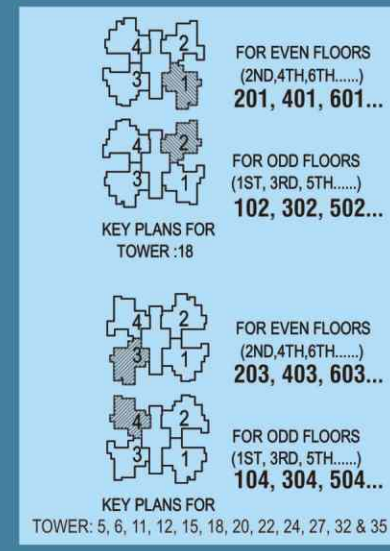 4 2
3 1
FOR EVEN FLOORS
(2ND,4TH,6TH......)
201, 401, 601...
4 2
3 1
FOR ODD FLOORS
(1ST, 3RD, 5TH......)
102, 302, 502...
KEY PLANS FOR
TOWER :18
4 2
3 1
FOR EVEN FLOORS
(2ND,4TH,6TH......)
203, 403, 603...
4 2
3 1
FOR ODD FLOORS
(1ST, 3RD, 5TH......)
104, 304, 504...
KEY PLANS FOR
TOWER: 5, 6, 11, 12, 15, 18, 20, 22, 24, 27, 32 & 35